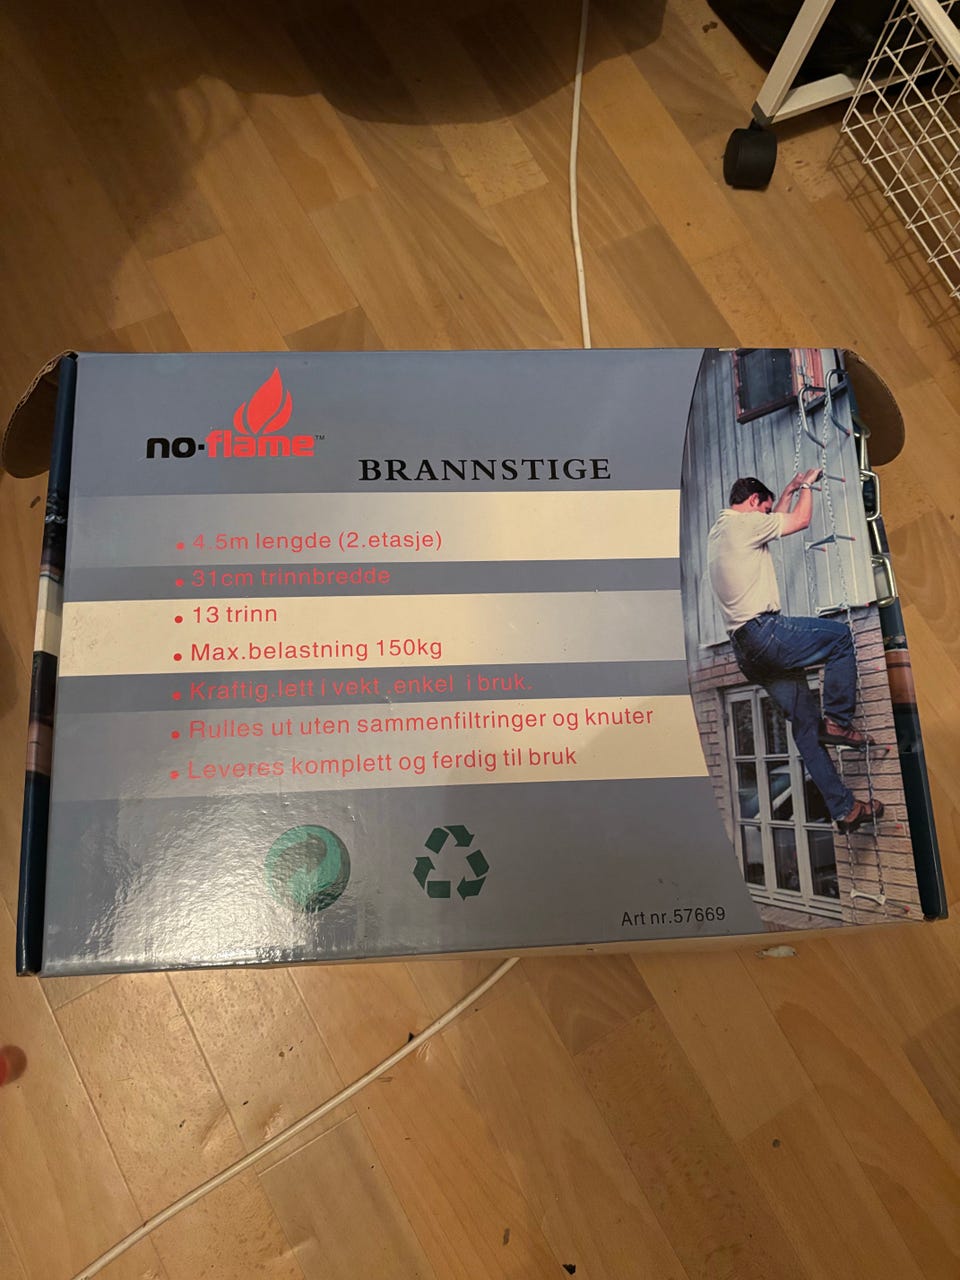 no-flame™
BRANNSTIGE
• 4.5m lengde (2.etasje)
• 31cm trinnbredde
• 13 trinn
• Max.belastning 150kg
• Kraftig.lett i vekt .enkel i bruk.
• Rulles ut uten sammenfiltringer og knuter
• Leveres komplett og ferdig til bruk
Art nr.57669